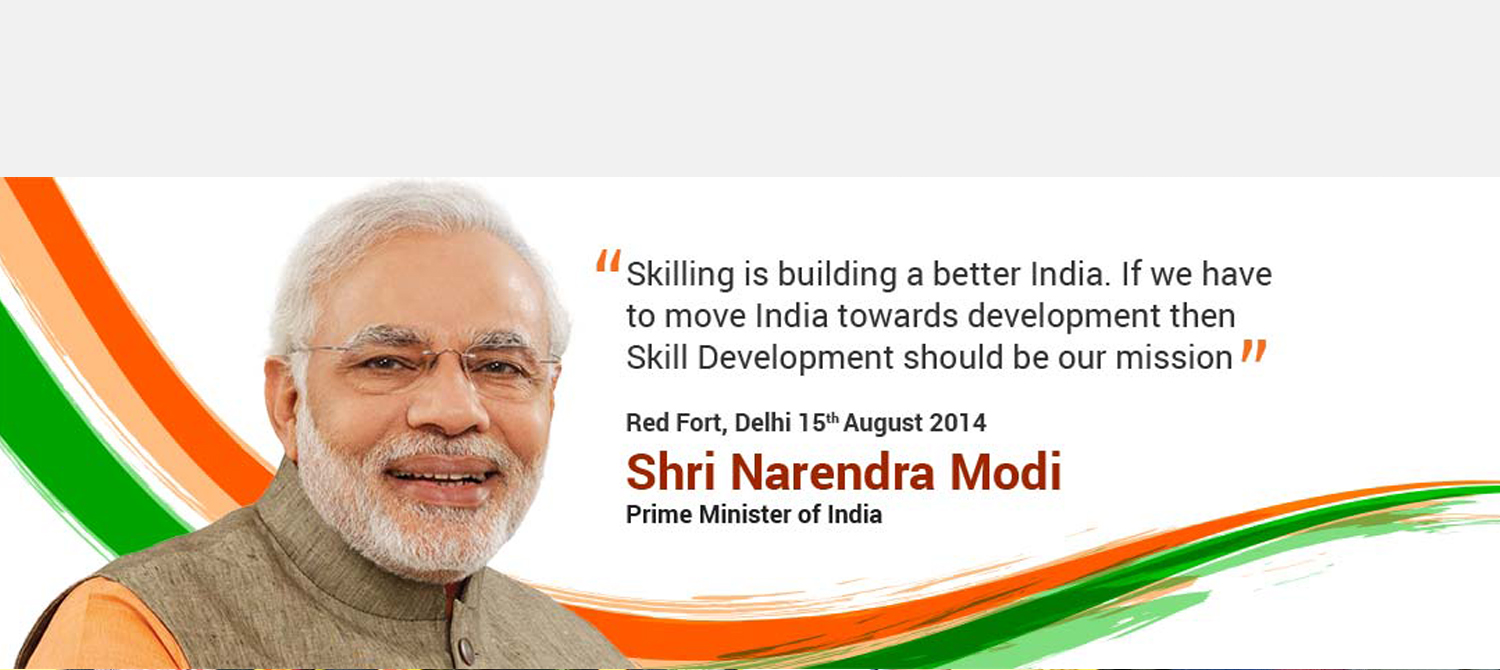 “Skilling is building a better India. If we have
to move India towards development then
Skill Development should be our mission”
Red Fort, Delhi 15th August 2014
Shri Narendra Modi
Prime Minister of India